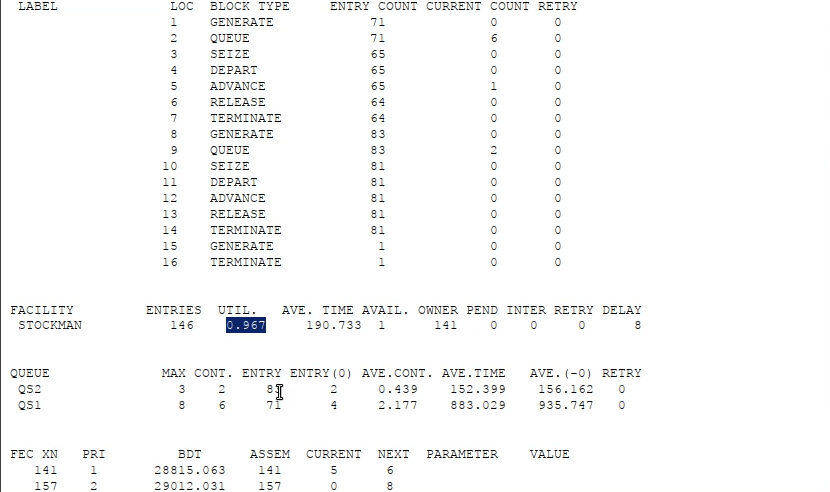 LABEL LOC BLOCK TYPE ENTRY COUNT CURRENT COUNT RETRY
1 GENERATE 71 0 0
2 QUEUE 71 6 0
3 SEIZE 65 0 0
4 DEPART 65 0 0
5 ADVANCE 65 1 0
6 RELEASE 64 0 0
7 TERMINATE 64 0 0
8 GENERATE 83 0 0
9 QUEUE 83 2 0
10 SEIZE 81 0 0
11 DEPART 81 0 0
12 ADVANCE 81 0 0
13 RELEASE 81 0 0
14 TERMINATE 81 0 0
15 GENERATE 1 0 0
16 TERMINATE 1 0 0
FACILITY ENTRIES UTIL. AVE. TIME AVAIL. OWNER PEND INTER RETRY DELAY
STOCKMAN 146 0.967 190.733 1 141 0 0 0 8
QUEUE MAX CONT. ENTRY ENTRY(0) AVE.CONT. AVE.TIME AVE.(-0) RETRY
QS2 3 2 83 2 0.439 152.399 156.162 0
QS1 8 6 71 4 2.177 883.029 935.747 0
FEC XN PRI BDT ASSEM CURRENT NEXT PARAMETER VALUE
141 1 28815.063 141 5 6
157 2 29012.031 157 0 8